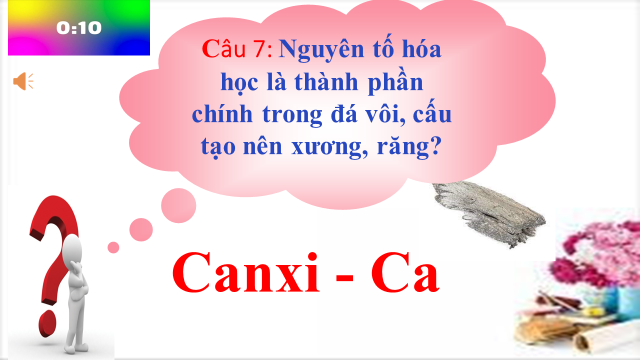 0:10
Câu 7: Nguyên tố hóa
học là thành phần
chính trong đá vôi, cấu
tạo nên xương, răng?
Canxi - Ca